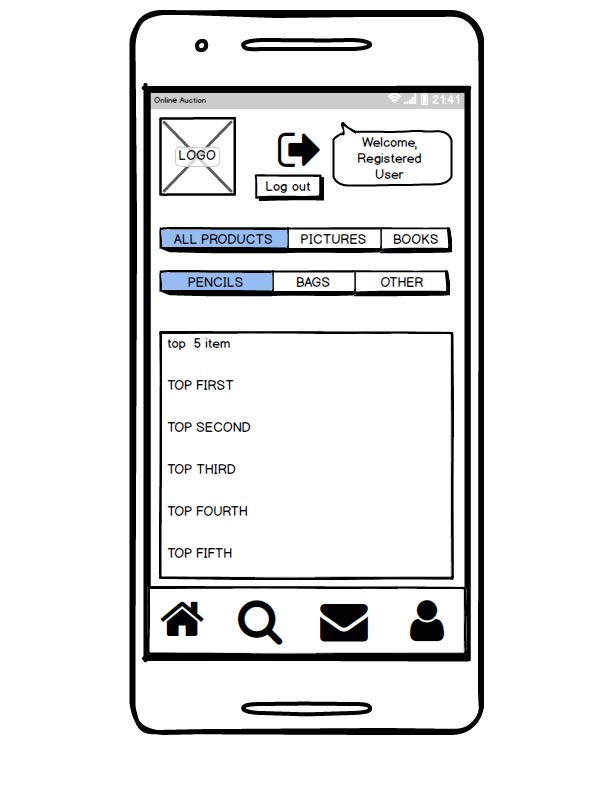 Online Auction 21:41
LOGO
Log out
Welcome,
Registered
User
ALL PRODUCTS PICTURES BOOKS
PENCILS BAGS OTHER
top 5 item
TOP FIRST
TOP SECOND
TOP THIRD
TOP FOURTH
TOP FIFTH